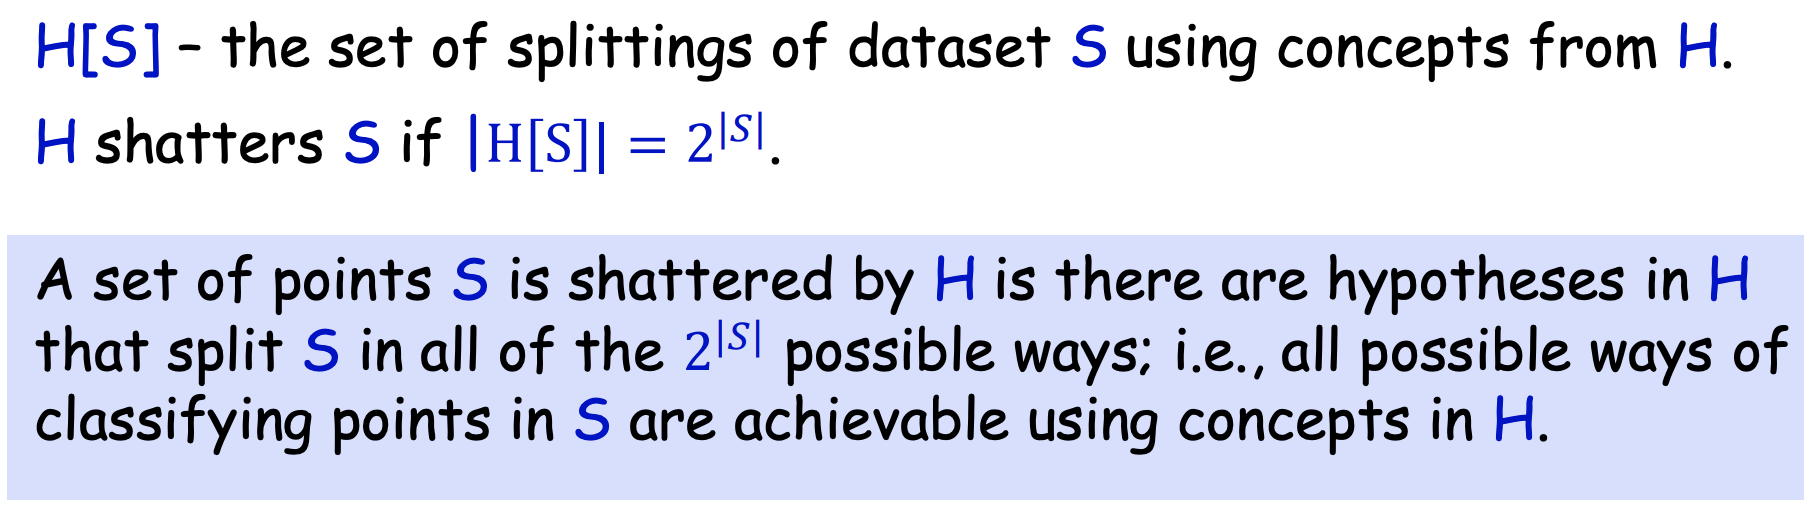 H[S] – the set of splittings of dataset S using concepts from H.
H shatters S if |H[S]| = 2^{|S|}.
A set of points S is shattered by H is there are hypotheses in H
that split S in all of the 2^{|S|} possible ways; i.e., all possible ways of
classifying points in S are achievable using concepts in H.